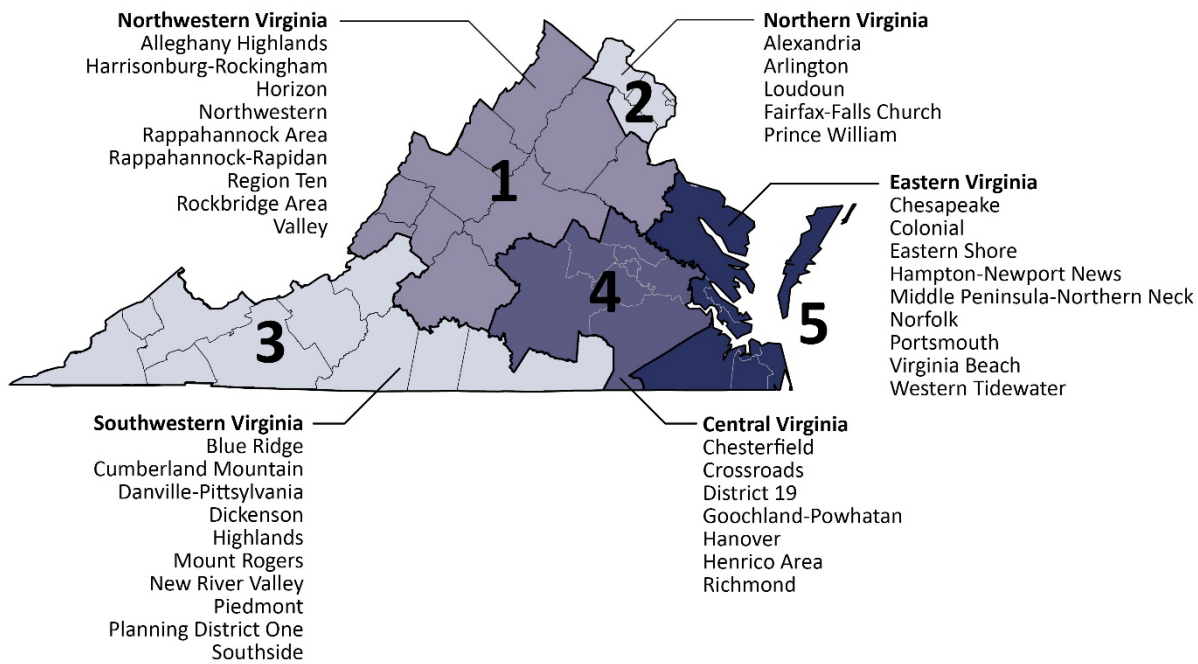 Northwestern Virginia
Alleghany Highlands
Harrisonburg-Rockingham
Horizon
Northwestern
Rappahannock Area
Rappahannock-Rapidan
Region Ten
Rockbridge Area
Valley
Northern Virginia
Alexandria
Arlington
Loudoun
Fairfax-Falls Church
Prince William
Eastern Virginia
Chesapeake
Colonial
Eastern Shore
Hampton-Newport News
Middle Peninsula-Northern Neck
Norfolk
Portsmouth
Virginia Beach
Western Tidewater
1
2
3
4
5
Southwestern Virginia
Blue Ridge
Cumberland Mountain
Danville-Pittsylvania
Dickenson
Highlands
Mount Rogers
New River Valley
Piedmont
Planning District One
Southside
Central Virginia
Chesterfield
Crossroads
District 19
Goochland-Powhatan
Hanover
Henrico Area
Richmond